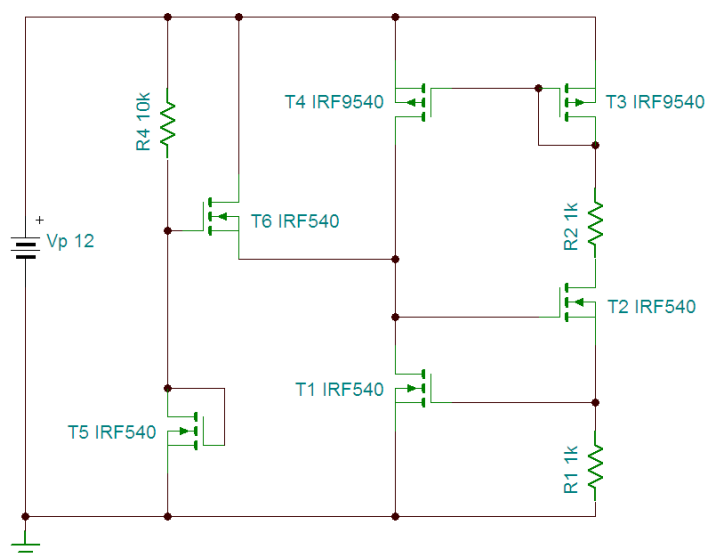 T4 IRF9540
T3 IRF9540
R4 10k
T6 IRF540
R2 1k
+
Vp 12
T2 IRF540
T1 IRF540
T5 IRF540
R1 1k